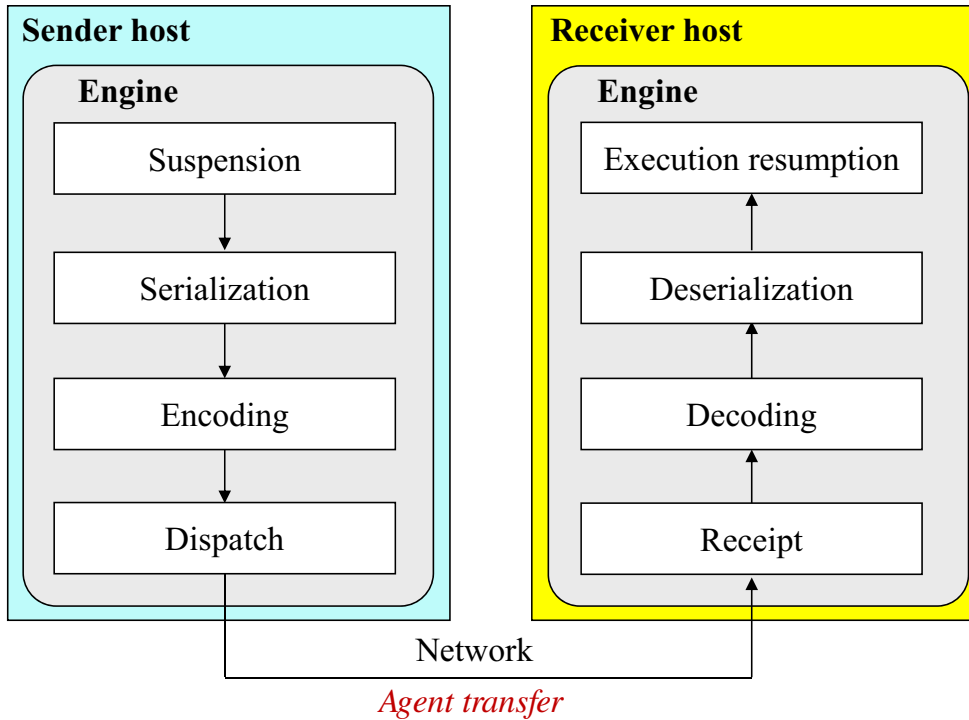 Sender host
Engine
Suspension
Serialization
Encoding
Dispatch
Receiver host
Engine
Execution resumption
Deserialization
Decoding
Receipt
Network
Agent transfer